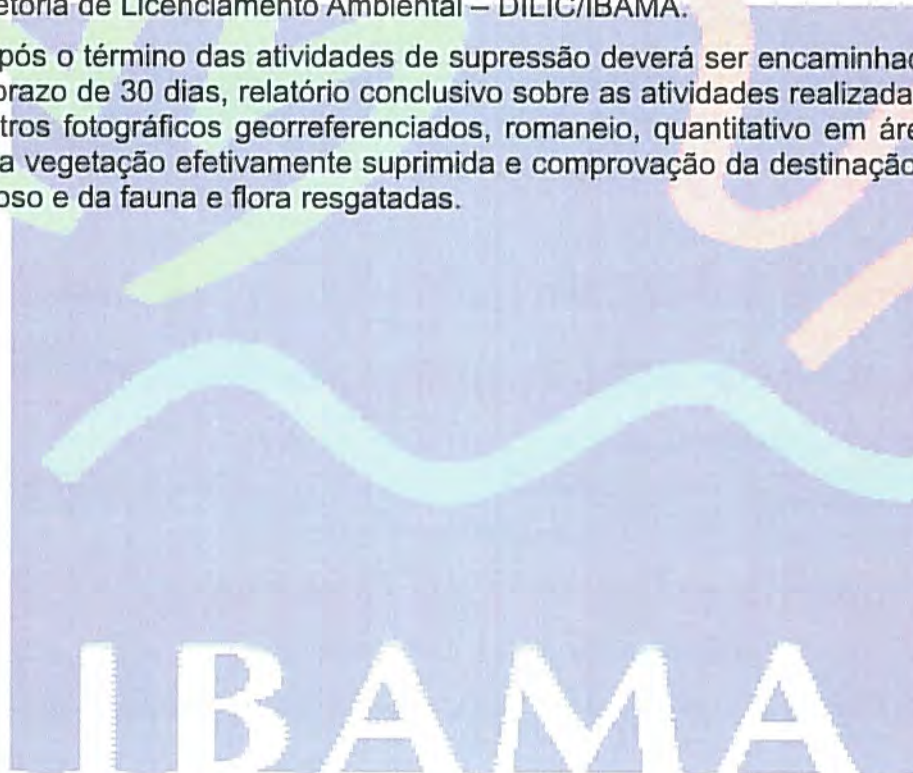 etoria de Licenciamento Ambiental – DILIC/IBAMA.
pós o término das atividades de supressão deverá ser encaminhad
prazo de 30 dias, relatório conclusivo sobre as atividades realizada
tros fotográficos georreferenciados, romaneio, quantitativo em áre
a vegetação efetivamente suprimida e comprovação da destinação
oso e da fauna e flora resgatadas.
IBAMA